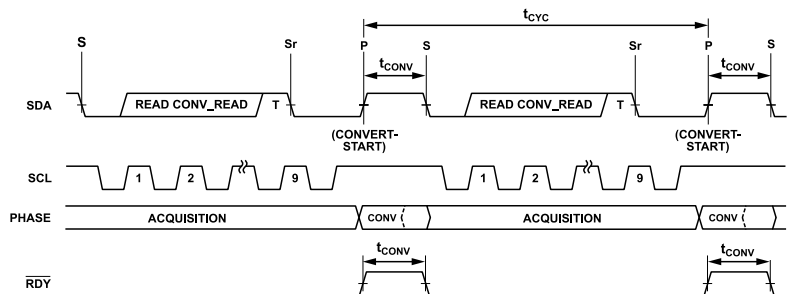 tCYC
S Sr P S Sr P S
tCONV tCONV
SDA READ CONV_READ T READ CONV_READ T
(CONVERT-
START)
(CONVERT-
START)
SCL 1 2 9 1 2 9
PHASE ACQUISITION CONV ACQUISITION CONV
tCONV tCONV
RDY